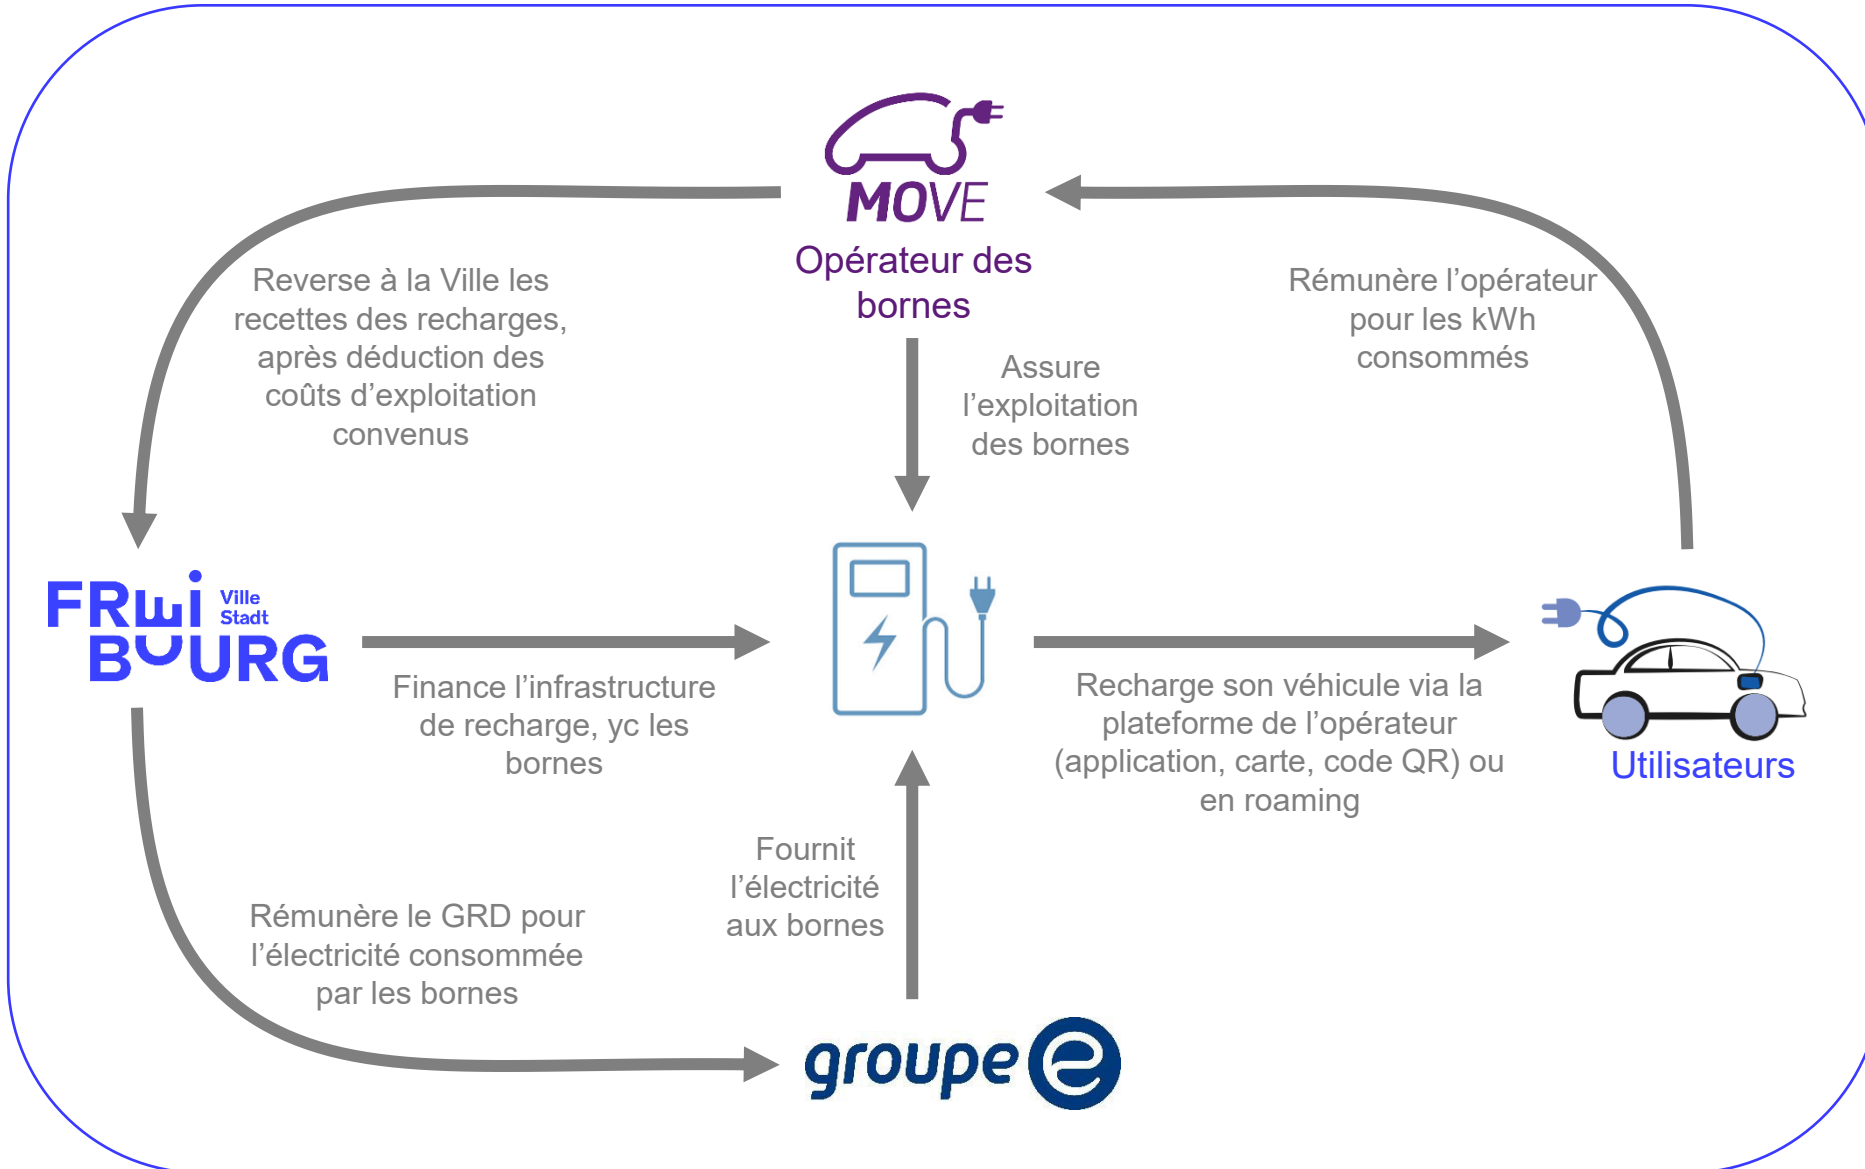 MOVE
Opérateur des
bornes
Reverse à la Ville les
recettes des recharges,
après déduction des
coûts d’exploitation
convenus
Assure
l’exploitation
des bornes
Rémunère l’opérateur
pour les kWh
consommés
FREI Ville
Stadt
BOURG
Finance l’infrastructure
de recharge, yc les
bornes
Recharge son véhicule via la
plateforme de l’opérateur
(application, carte, code QR) ou
en roaming
Utilisateurs
Rémunère le GRD pour
l’électricité consommée
par les bornes
Fournit
l’électricité
aux bornes
groupe e